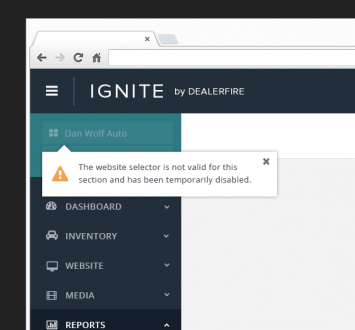 IGNITE by DEALERFIRE
Dan Wolf Auto
The website selector is not valid for this
section and has been temporarily disabled.
DASHBOARD
INVENTORY
WEBSITE
MEDIA
REPORTS